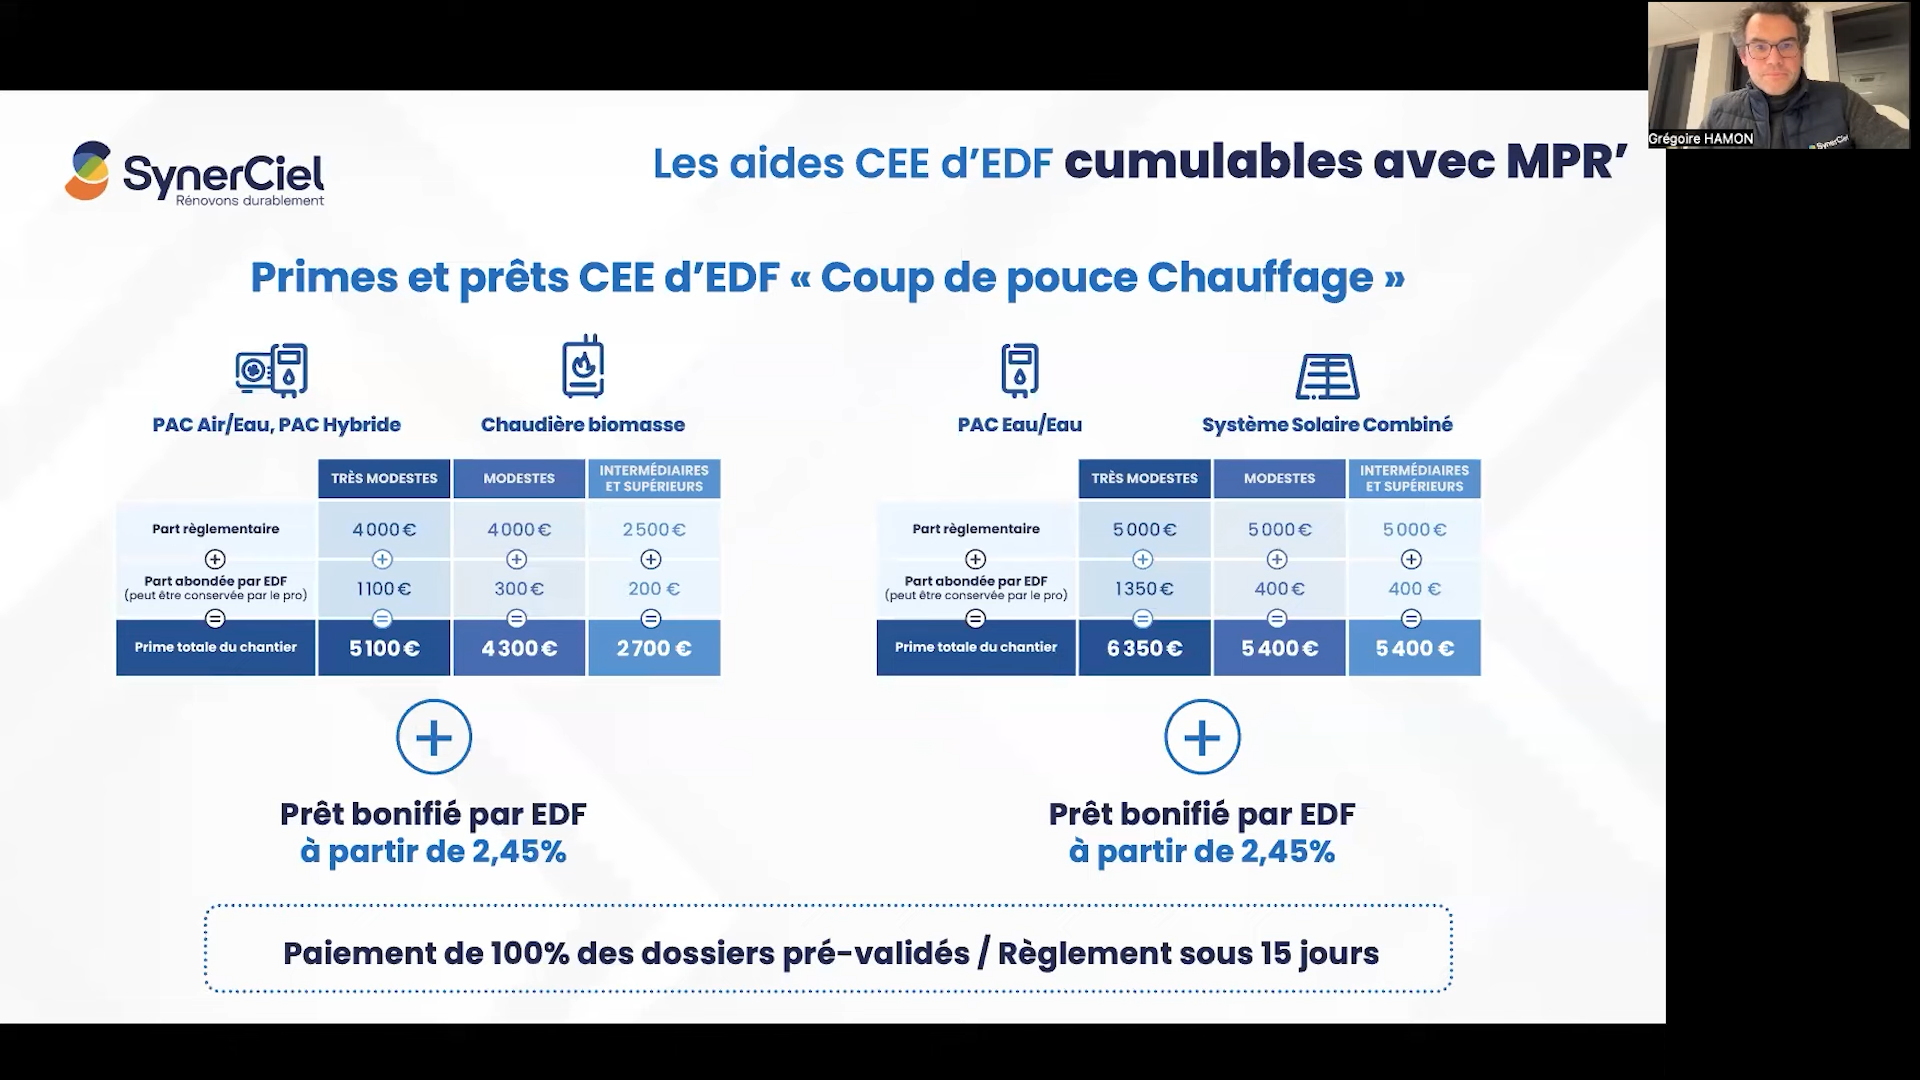 Grégoire HAMON
SynerCiel
SynerCiel
Rénovons durablement
Les aides CEE d'EDF cumulables avec MPR'
Primes et prêts CEE d'EDF « Coup de pouce Chauffage »
PAC Air/Eau, PAC Hybride
Chaudière biomasse
TRÈS MODESTES
MODESTES
INTERMÉDIAIRES
ET SUPÉRIEURS
Part règlementaire
4 000 €
4 000 €
2 500 €
+
+
+
+
Part abondée par EDF
(peut être conservée par le pro)
1 100 €
300 €
200 €
=
=
=
=
Prime totale du chantier
5 100 €
4 300 €
2 700 €
+
Prêt bonifié par EDF
à partir de 2,45%
PAC Eau/Eau
Système Solaire Combiné
TRÈS MODESTES
MODESTES
INTERMÉDIAIRES
ET SUPÉRIEURS
Part règlementaire
5 000 €
5 000 €
5 000 €
+
+
+
+
Part abondée par EDF
(peut être conservée par le pro)
1 350 €
400 €
400 €
=
=
=
=
Prime totale du chantier
6 350 €
5 400 €
5 400 €
+
Prêt bonifié par EDF
à partir de 2,45%
Paiement de 100% des dossiers pré-validés / Règlement sous 15 jours